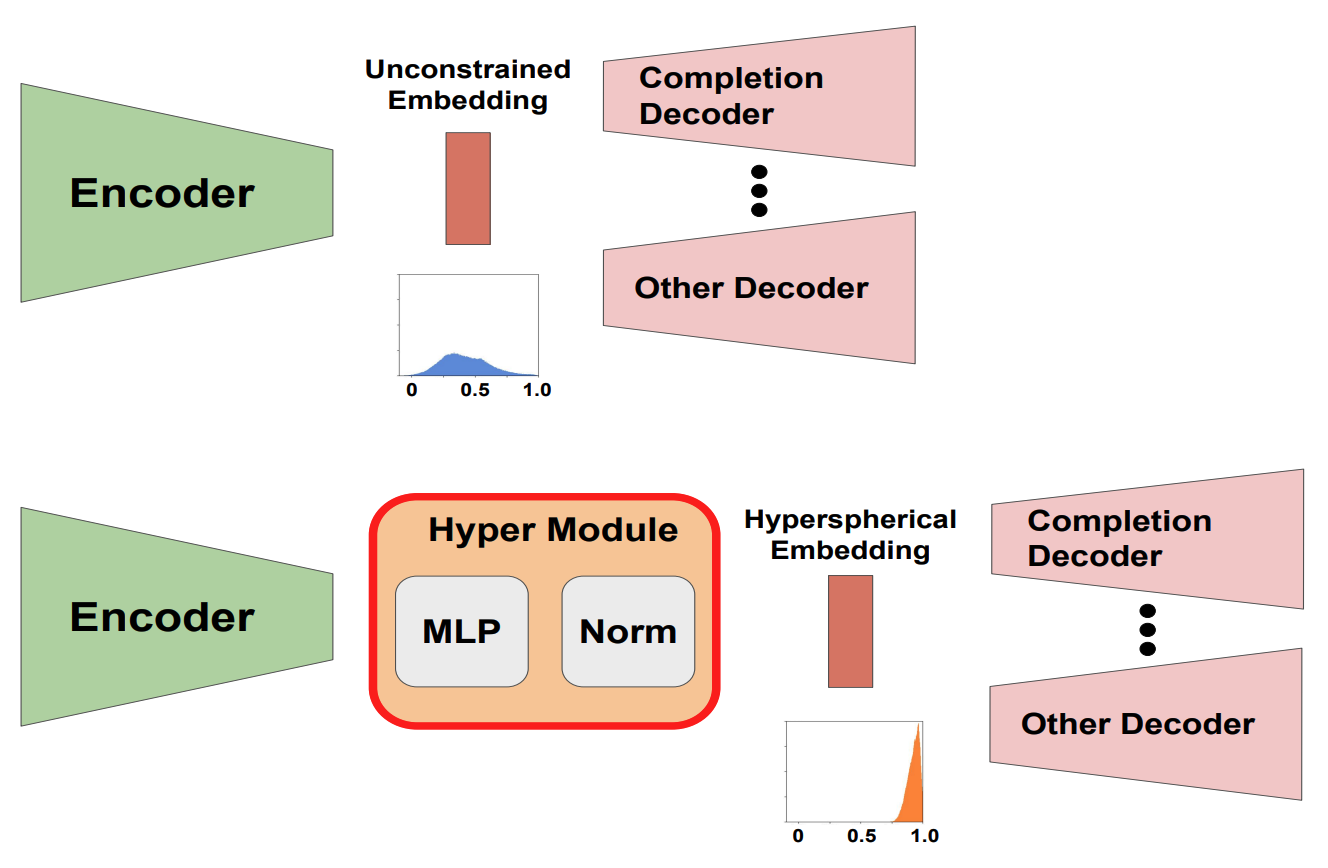 Unconstrained
Embedding
Completion
Decoder
Encoder
Other Decoder
0 0.5 1.0
Hyper Module
Hyperspherical
Embedding
Completion
Decoder
Encoder
MLP
Norm
Other Decoder
0 0.5 1.0